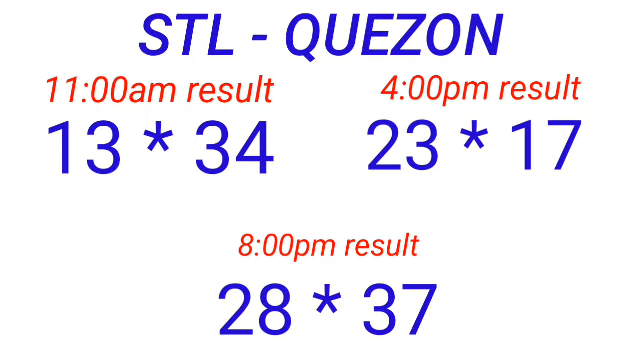 STL - QUEZON
11:00am result
13 * 34
4:00pm result
23 * 17
8:00pm result
28 * 37